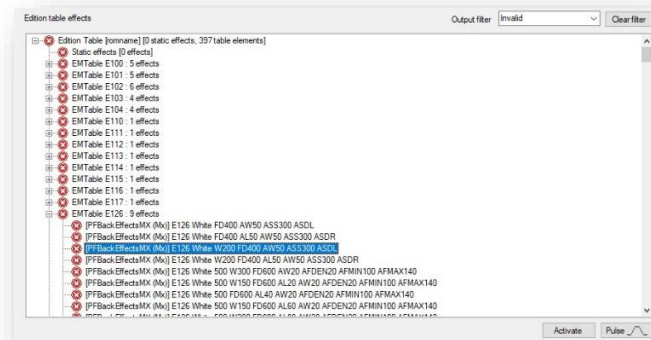 Edition table effects
Output filter
Invalid
Clear filter
Edition Table [romname] [0 static effects, 397 table elements]
Static effects [0 effects]
EMTable E100 : 5 effects
EMTable E101 : 5 effects
EMTable E102 : 6 effects
EMTable E103 : 4 effects
EMTable E104 : 4 effects
EMTable E110 : 1 effects
EMTable E111 : 1 effects
EMTable E112 : 1 effects
EMTable E113 : 1 effects
EMTable E114 : 1 effects
EMTable E115 : 1 effects
EMTable E116 : 1 effects
EMTable E117 : 1 effects
EMTable E126 : 9 effects
[PFBackEffectsMX (Mx)] E126 White FD400 AW50 ASS300 ASDL
[PFBackEffectsMX (Mx)] E126 White FD400 AL50 AW50 ASS300 ASDR
[PFBackEffectsMX (Mx)] E126 White W200 FD400 AW50 ASS300 ASDL
[PFBackEffectsMX (Mx)] E126 White W200 FD400 AL50 AW50 ASS300 ASDR
[PFBackEffectsMX (Mx)] E126 White 500 W300 FD600 AW20 AFDEN20 AFMIN100 AFMAX140
[PFBackEffectsMX (Mx)] E126 White 500 W150 FD600 AL20 AW20 AFDEN20 AFMIN100 AFMAX140
[PFBackEffectsMX (Mx)] E126 White 500 FD600 AL40 AW20 AFDEN20 AFMIN100 AFMAX140
[PFBackEffectsMX (Mx)] E126 White 500 W150 FD600 AL60 AW20 AFDEN20 AFMIN100 AFMAX140
Activate
Pulse